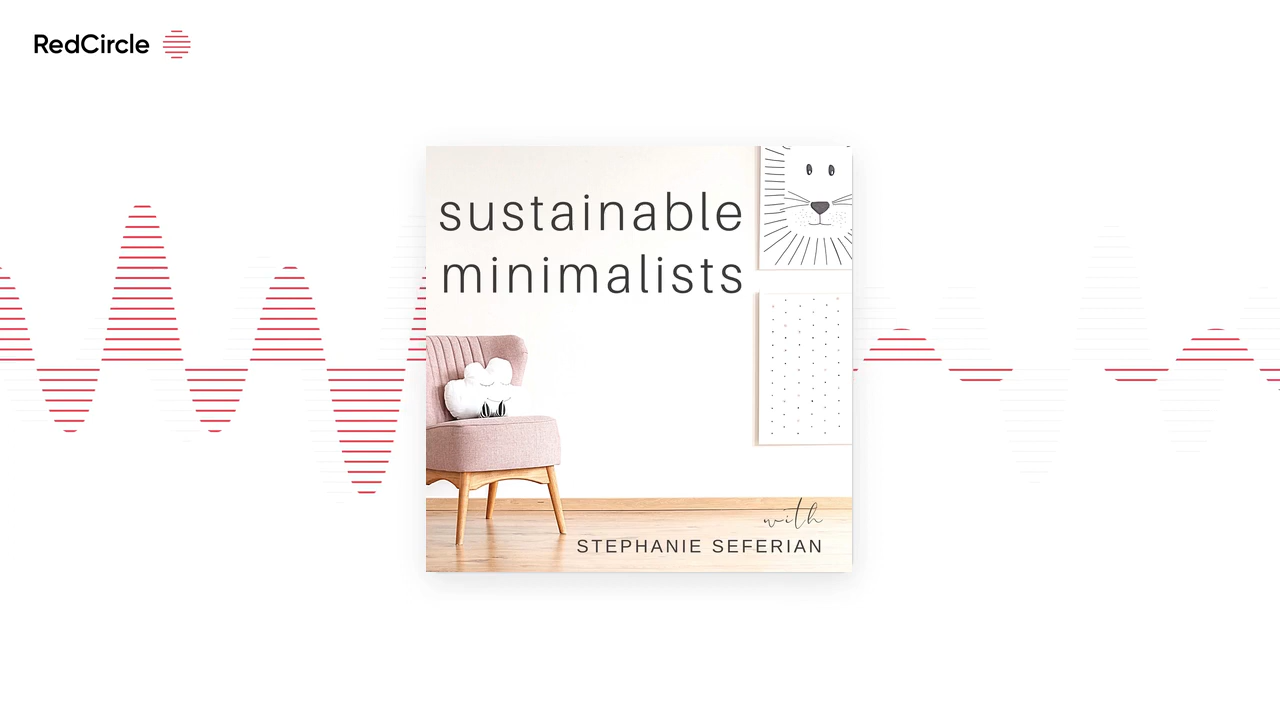 RedCircle
sustainable
minimalists
with
STEPHANIE SEFERIAN